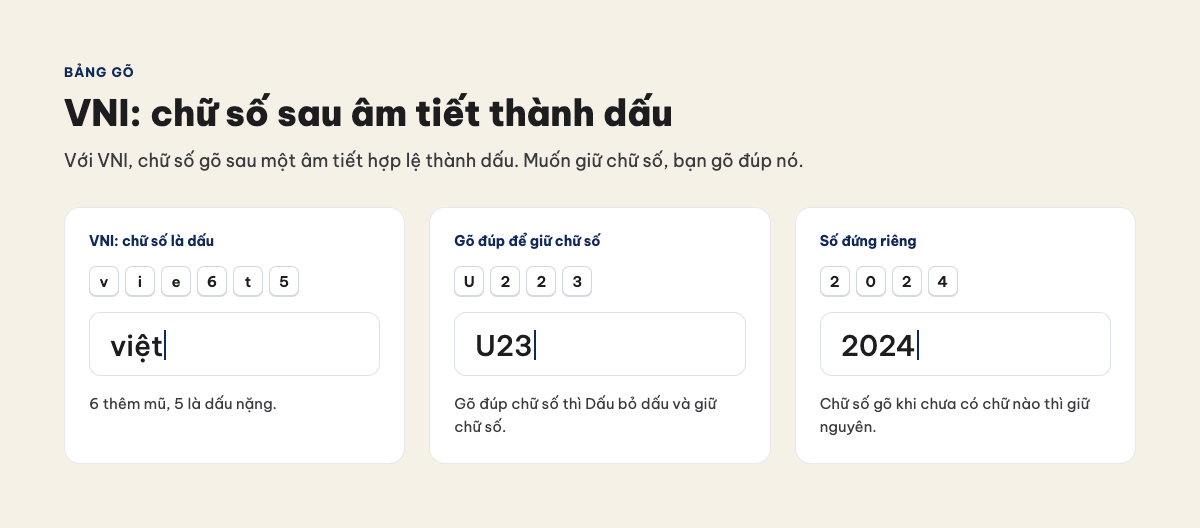 BẢNG GÕ
VNI: chữ số sau âm tiết thành dấu
Với VNI, chữ số gõ sau một âm tiết hợp lệ thành dấu. Muốn giữ chữ số, bạn gõ đúp nó.
VNI: chữ số là dấu
v i e 6 t 5
việt
6 thêm mũ, 5 là dấu nặng.
Gõ đúp để giữ chữ số
U 2 2 3
U23
Gõ đúp chữ số thì Dấu bỏ dấu và giữ
chữ số.
Số đứng riêng
2 0 2 4
2024
Chữ số gõ khi chưa có chữ nào thì giữ
nguyên.